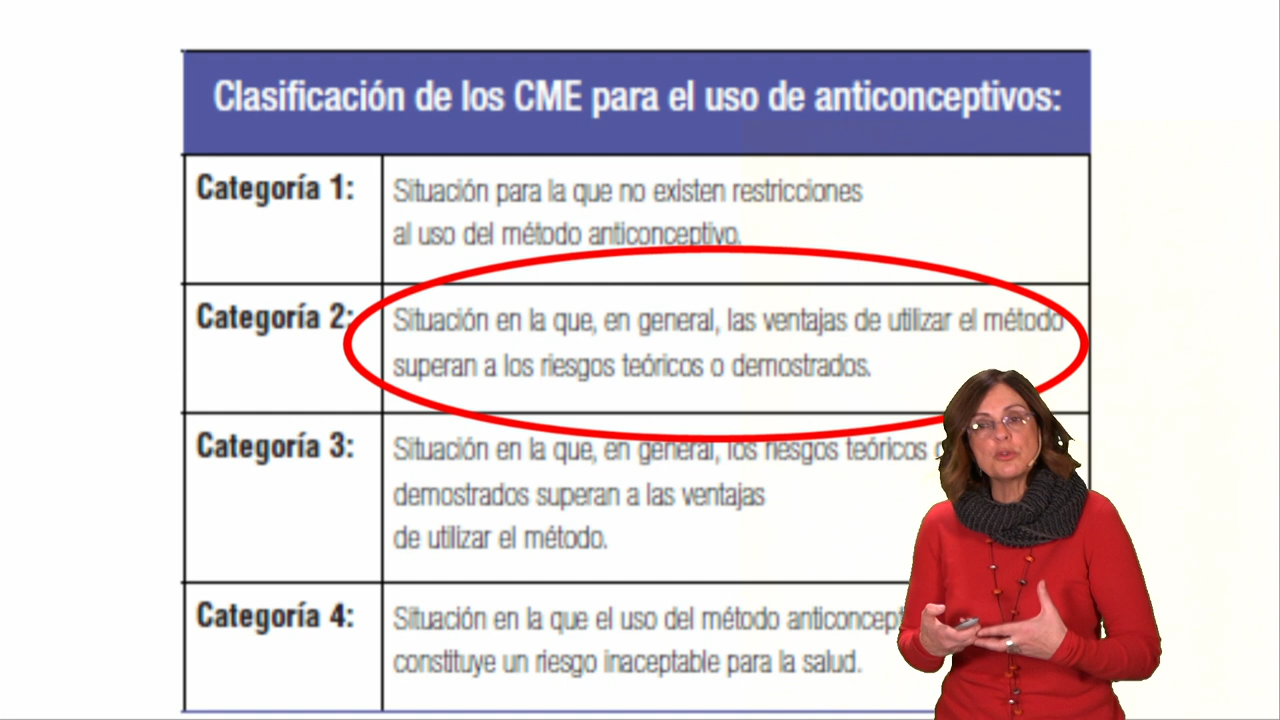 Clasificación de los CME para el uso de anticonceptivos:
Categoría 1:
Situación para la que no existen restricciones
al uso del método anticonceptivo.
Categoría 2:
Situación en la que, en general, las ventajas de utilizar el método
superan a los riesgos teóricos o demostrados.
Categoría 3:
Situación en la que, en general, los riesgos teóricos
demostrados superan a las ventajas
de utilizar el método.
Categoría 4:
Situación en la que el uso del método
constituye un riesgo inaceptable para la salud.